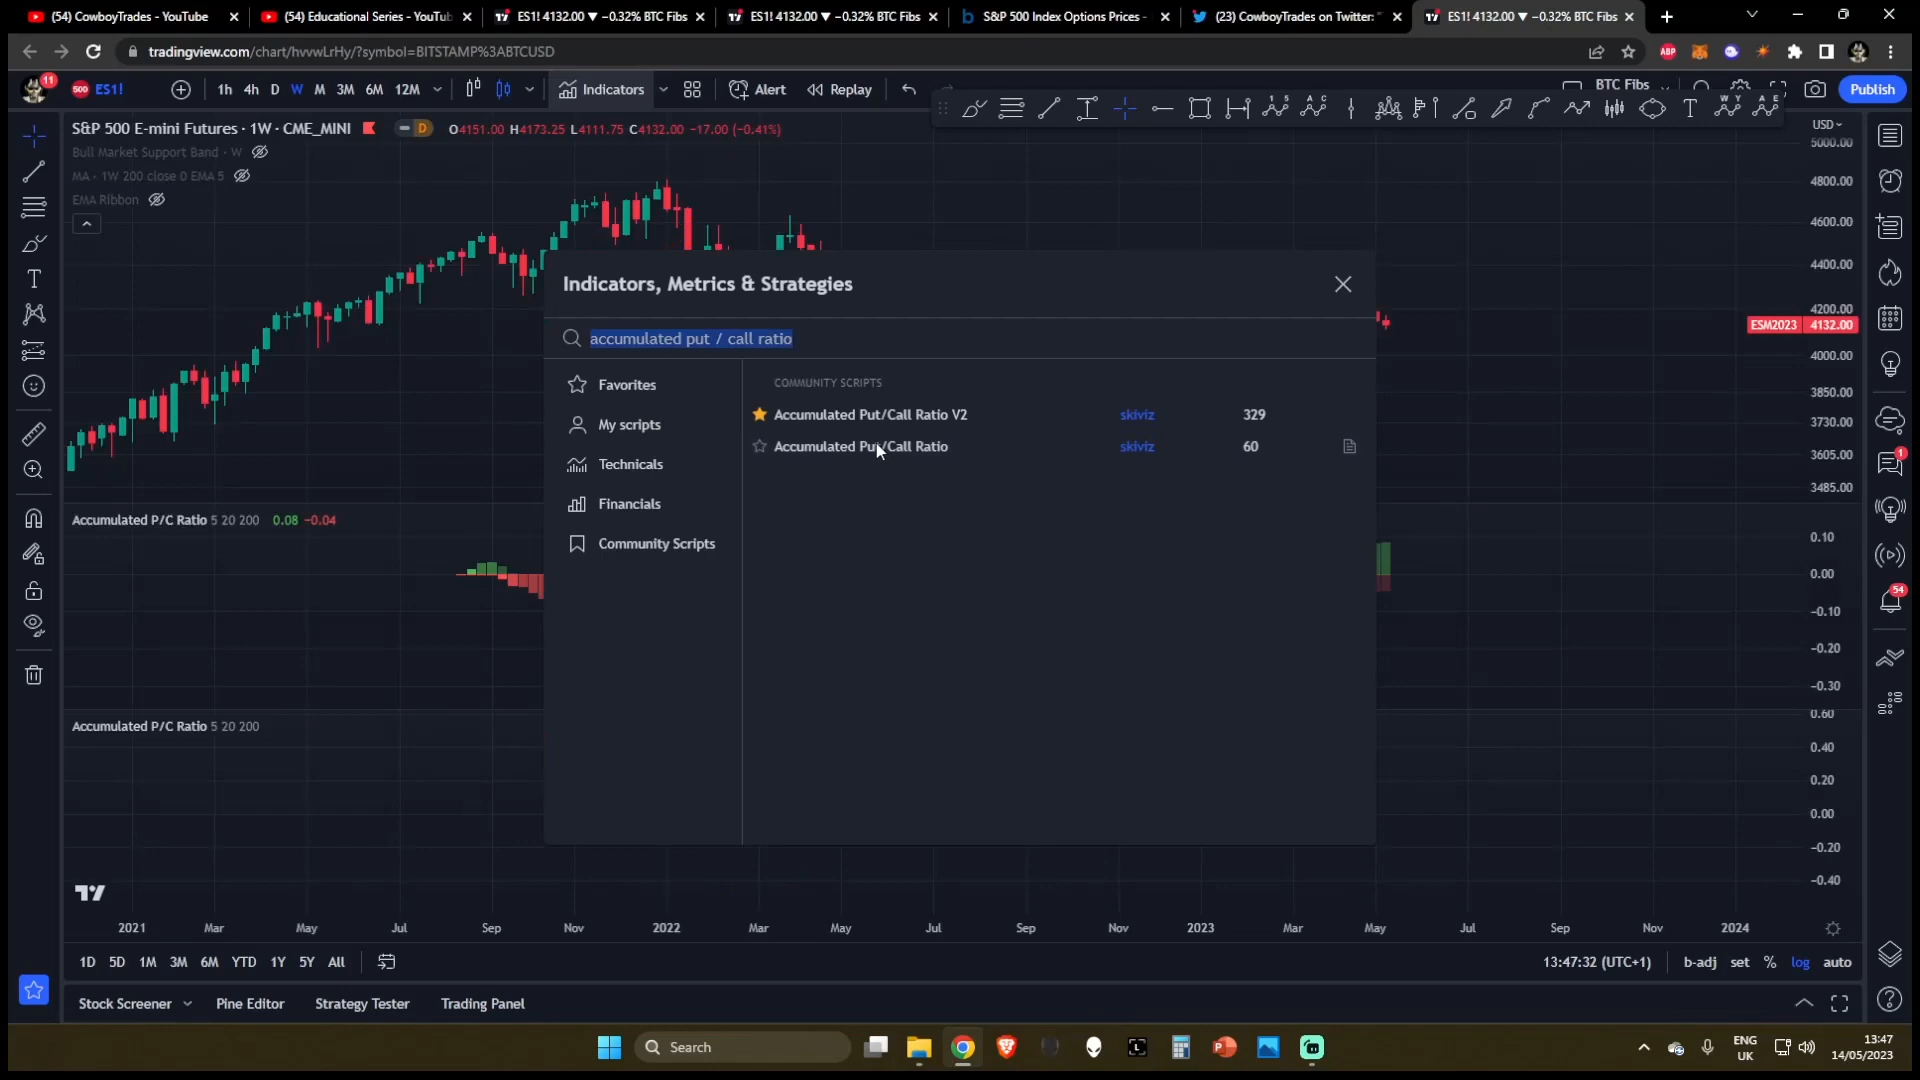 (54) CowboyTrades - YouTube
(54) Educational Series - YouTub
ES1! 4132.00 ▼ −0.32% BTC Fibs
ES1! 4132.00 ▼ −0.32% BTC Fibs
S&P 500 Index Options Prices -
(23) CowboyTrades on Twitter:
ES1! 4132.00 ▼ −0.32% BTC Fibs
tradingview.com/chart/hvvwLrHy/?symbol=BITSTAMP%3ABTCUSD
ABP
11
500 ES1!
1h 4h D W M 3M 6M 12M
Indicators
Alert
Replay
BTC Fibs
Publish
S&P 500 E-mini Futures · 1W · CME_MINI
D
O4151.00 H4173.25 L4111.75 C4132.00 −17.00 (−0.41%)
Bull Market Support Band · W
MA · 1W 200 close 0 EMA 5
EMA Ribbon
USD
5000.00
4800.00
4600.00
4400.00
4200.00
ESM2023 4132.00
4000.00
3850.00
3730.00
3605.00
3485.00
Indicators, Metrics & Strategies
accumulated put / call ratio
Favorites
My scripts
Technicals
Financials
Community Scripts
COMMUNITY SCRIPTS
Accumulated Put/Call Ratio V2 skiviz 329
Accumulated Put/Call Ratio skiviz 60
Accumulated P/C Ratio 5 20 200 0.08 −0.04
0.10
0.00
−0.10
−0.20
−0.30
Accumulated P/C Ratio 5 20 200
0.60
0.40
0.20
0.00
−0.20
−0.40
1
54
2021 Mar May Jul Sep Nov 2022 Mar May Jul Sep Nov 2023 Mar May Jul Sep Nov 2024
1D 5D 1M 3M 6M YTD 1Y 5Y All
13:47:32 (UTC+1)
b-adj set % log auto
Stock Screener
Pine Editor
Strategy Tester
Trading Panel
Search
ENG
UK
13:47
14/05/2023